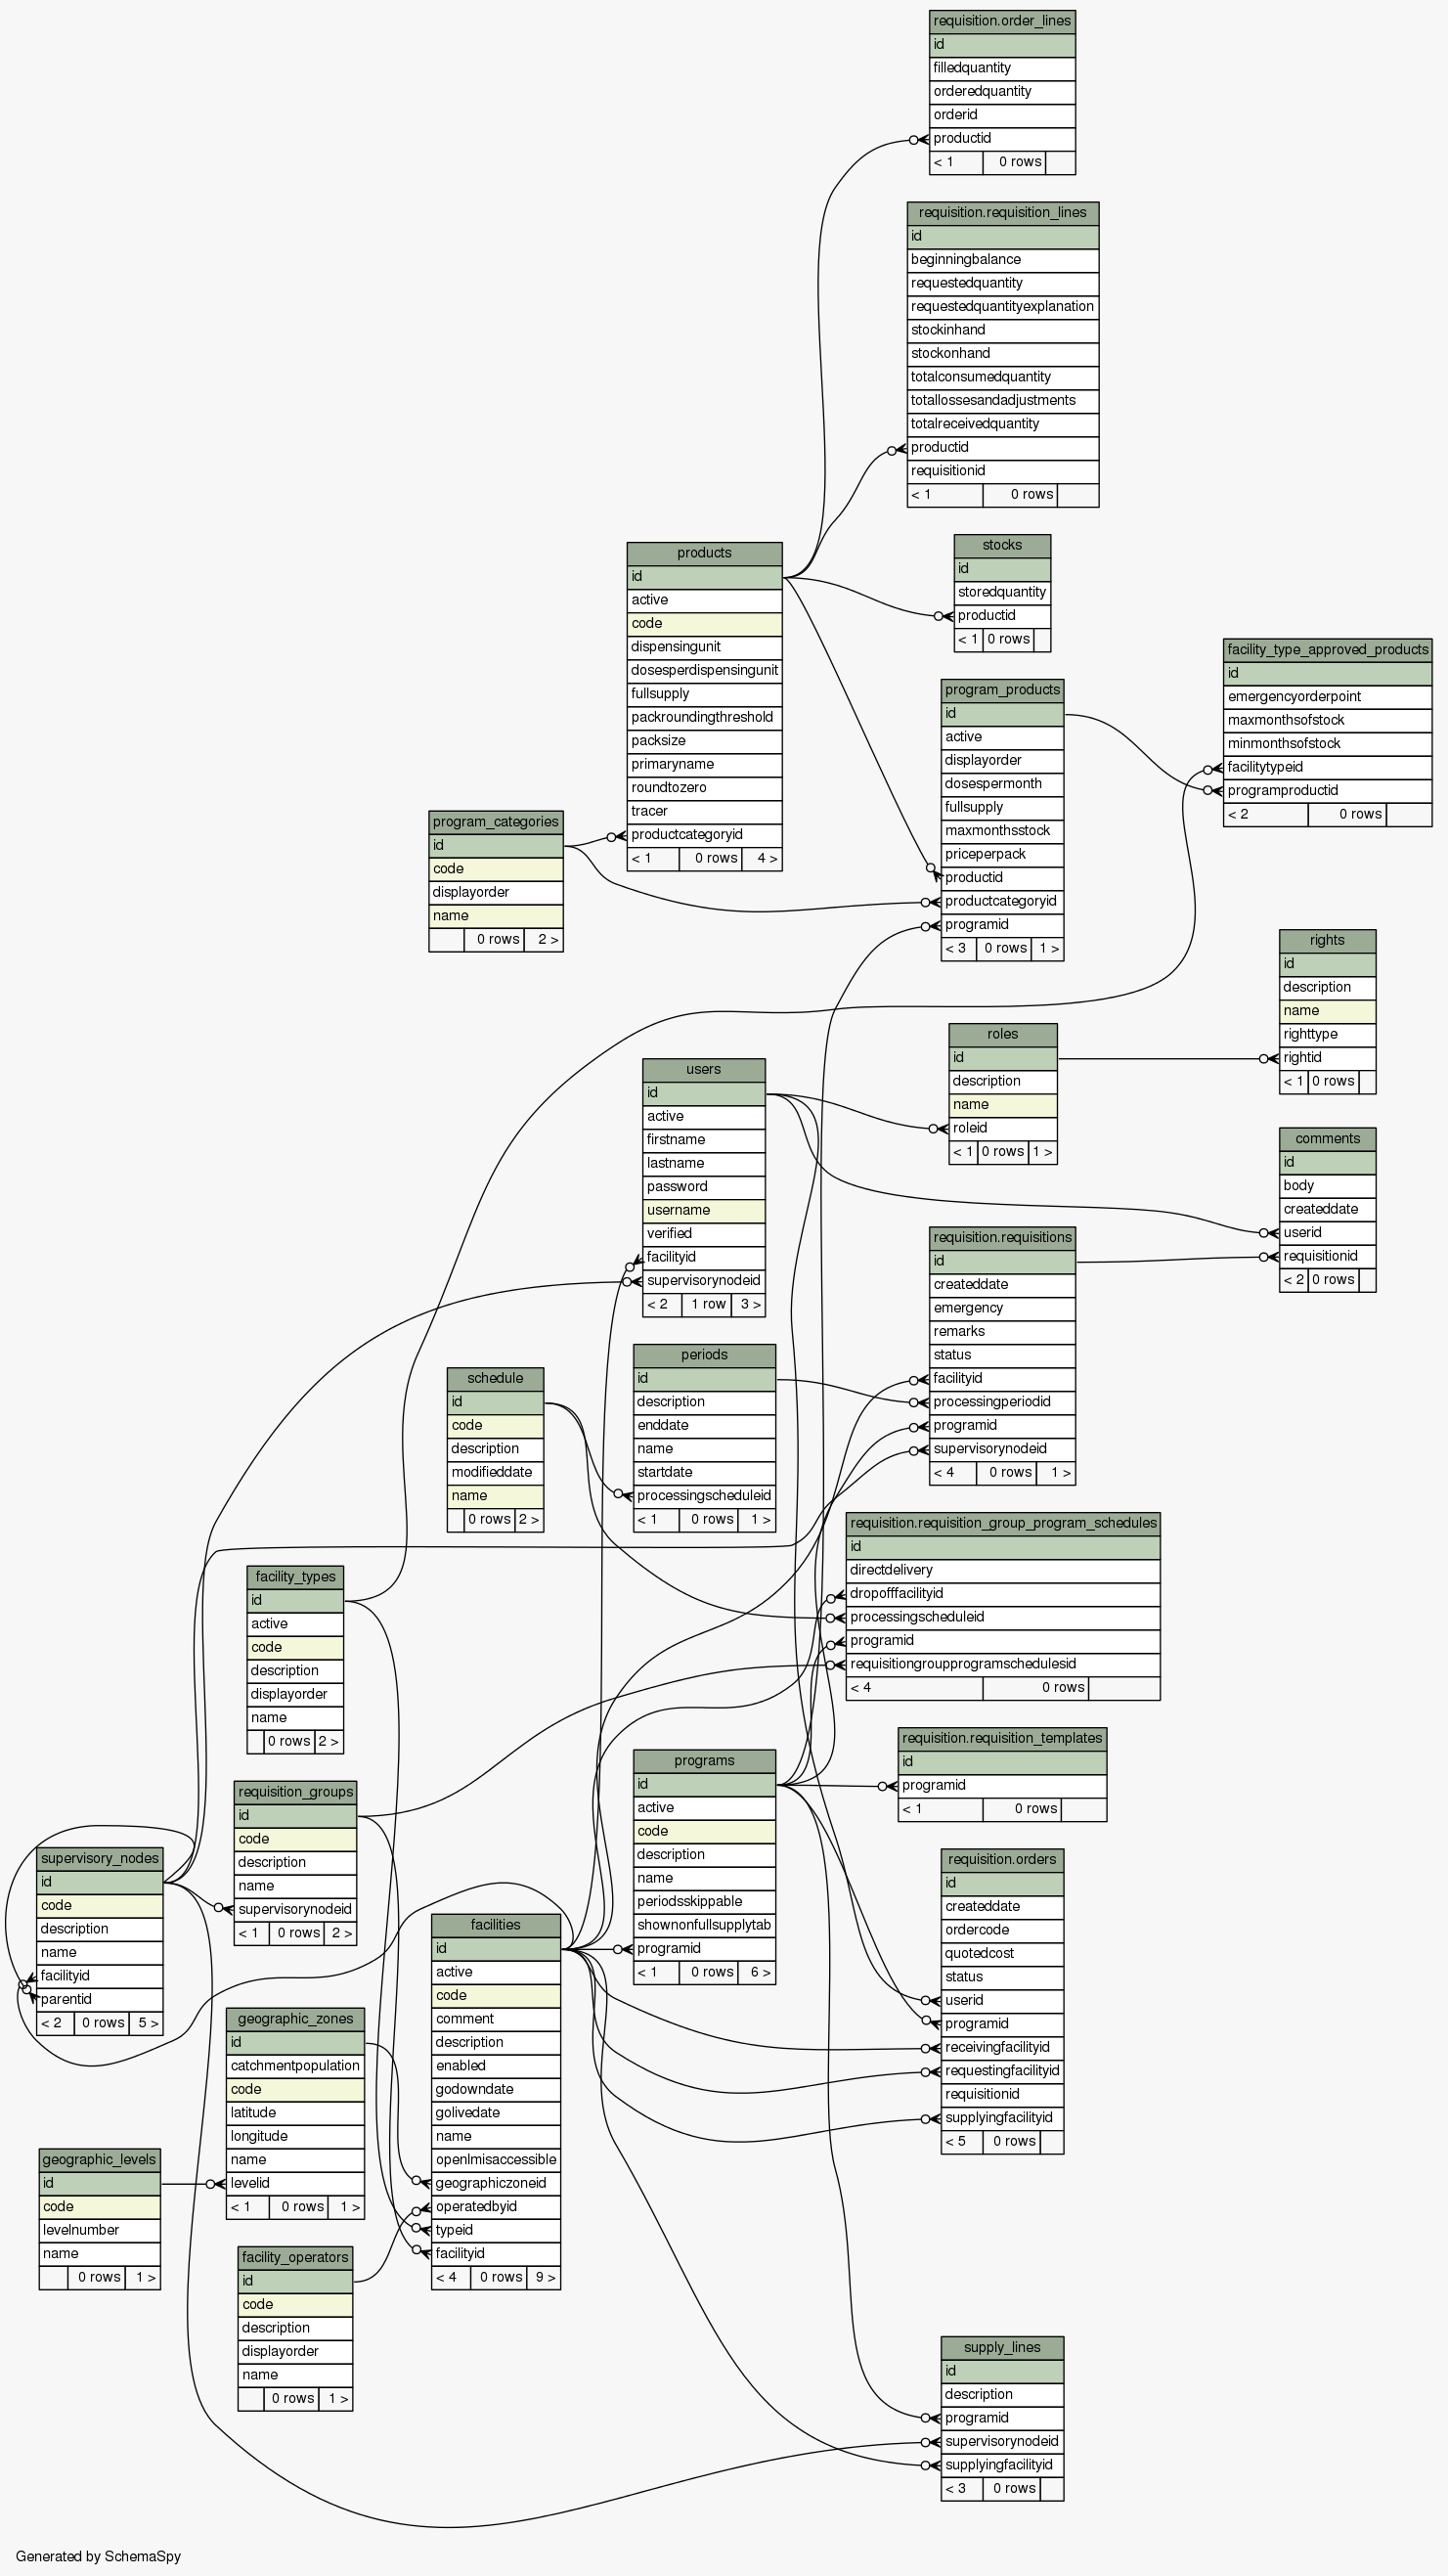 requisition.order_lines
id
filledquantity
orderedquantity
orderid
productid
< 1 0 rows
requisition.requisition_lines
id
beginningbalance
requestedquantity
requestedquantityexplanation
stockinhand
stockonhand
totalconsumedquantity
totallossesandadjustments
totalreceivedquantity
productid
requisitionid
< 1 0 rows
stocks
id
storedquantity
productid
< 1 0 rows
products
id
active
code
dispensingunit
dosesperdispensingunit
fullsupply
packroundingthreshold
packsize
primaryname
roundtozero
tracer
productcategoryid
< 1 0 rows 4 >
facility_type_approved_products
id
emergencyorderpoint
maxmonthsofstock
minmonthsofstock
facilitytypeid
programproductid
< 2 0 rows
program_products
id
active
displayorder
dosespermonth
fullsupply
maxmonthsstock
priceperpack
productid
productcategoryid
programid
< 3 0 rows 1 >
program_categories
id
code
displayorder
name
0 rows 2 >
rights
id
description
name
righttype
rightid
< 1 0 rows
roles
id
description
name
roleid
< 1 0 rows 1 >
users
id
active
firstname
lastname
password
username
verified
facilityid
supervisorynodeid
< 2 1 row 3 >
comments
id
body
createddate
userid
requisitionid
< 2 0 rows
requisition.requisitions
id
createddate
emergency
remarks
status
facilityid
processingperiodid
programid
supervisorynodeid
< 4 0 rows 1 >
periods
id
description
enddate
name
startdate
processingscheduleid
< 1 0 rows 1 >
schedule
id
code
description
modifieddate
name
0 rows 2 >
requisition.requisition_group_program_schedules
id
directdelivery
dropofffacilityid
processingscheduleid
programid
requisitiongroupprogramschedulesid
< 4 0 rows
facility_types
id
active
code
description
displayorder
name
0 rows 2 >
requisition.requisition_templates
id
programid
< 1 0 rows
programs
id
active
code
description
name
periodsskippable
shownonfullsupplytab
programid
< 1 0 rows 6 >
requisition_groups
id
code
description
name
supervisorynodeid
< 1 0 rows 2 >
supervisory_nodes
id
code
description
name
facilityid
parentid
< 2 0 rows 5 >
requisition.orders
id
createddate
ordercode
quotedcost
status
userid
programid
receivingfacilityid
requestingfacilityid
requisitionid
supplyingfacilityid
< 5 0 rows
facilities
id
active
code
comment
description
enabled
godowndate
golivedate
name
openlmisaccessible
geographiczoneid
operatedbyid
typeid
facilityid
< 4 0 rows 9 >
geographic_zones
id
catchmentpopulation
code
latitude
longitude
name
levelid
< 1 0 rows 1 >
geographic_levels
id
code
levelnumber
name
0 rows 1 >
facility_operators
id
code
description
displayorder
name
0 rows 1 >
supply_lines
id
description
programid
supervisorynodeid
supplyingfacilityid
< 3 0 rows
Generated by SchemaSpy